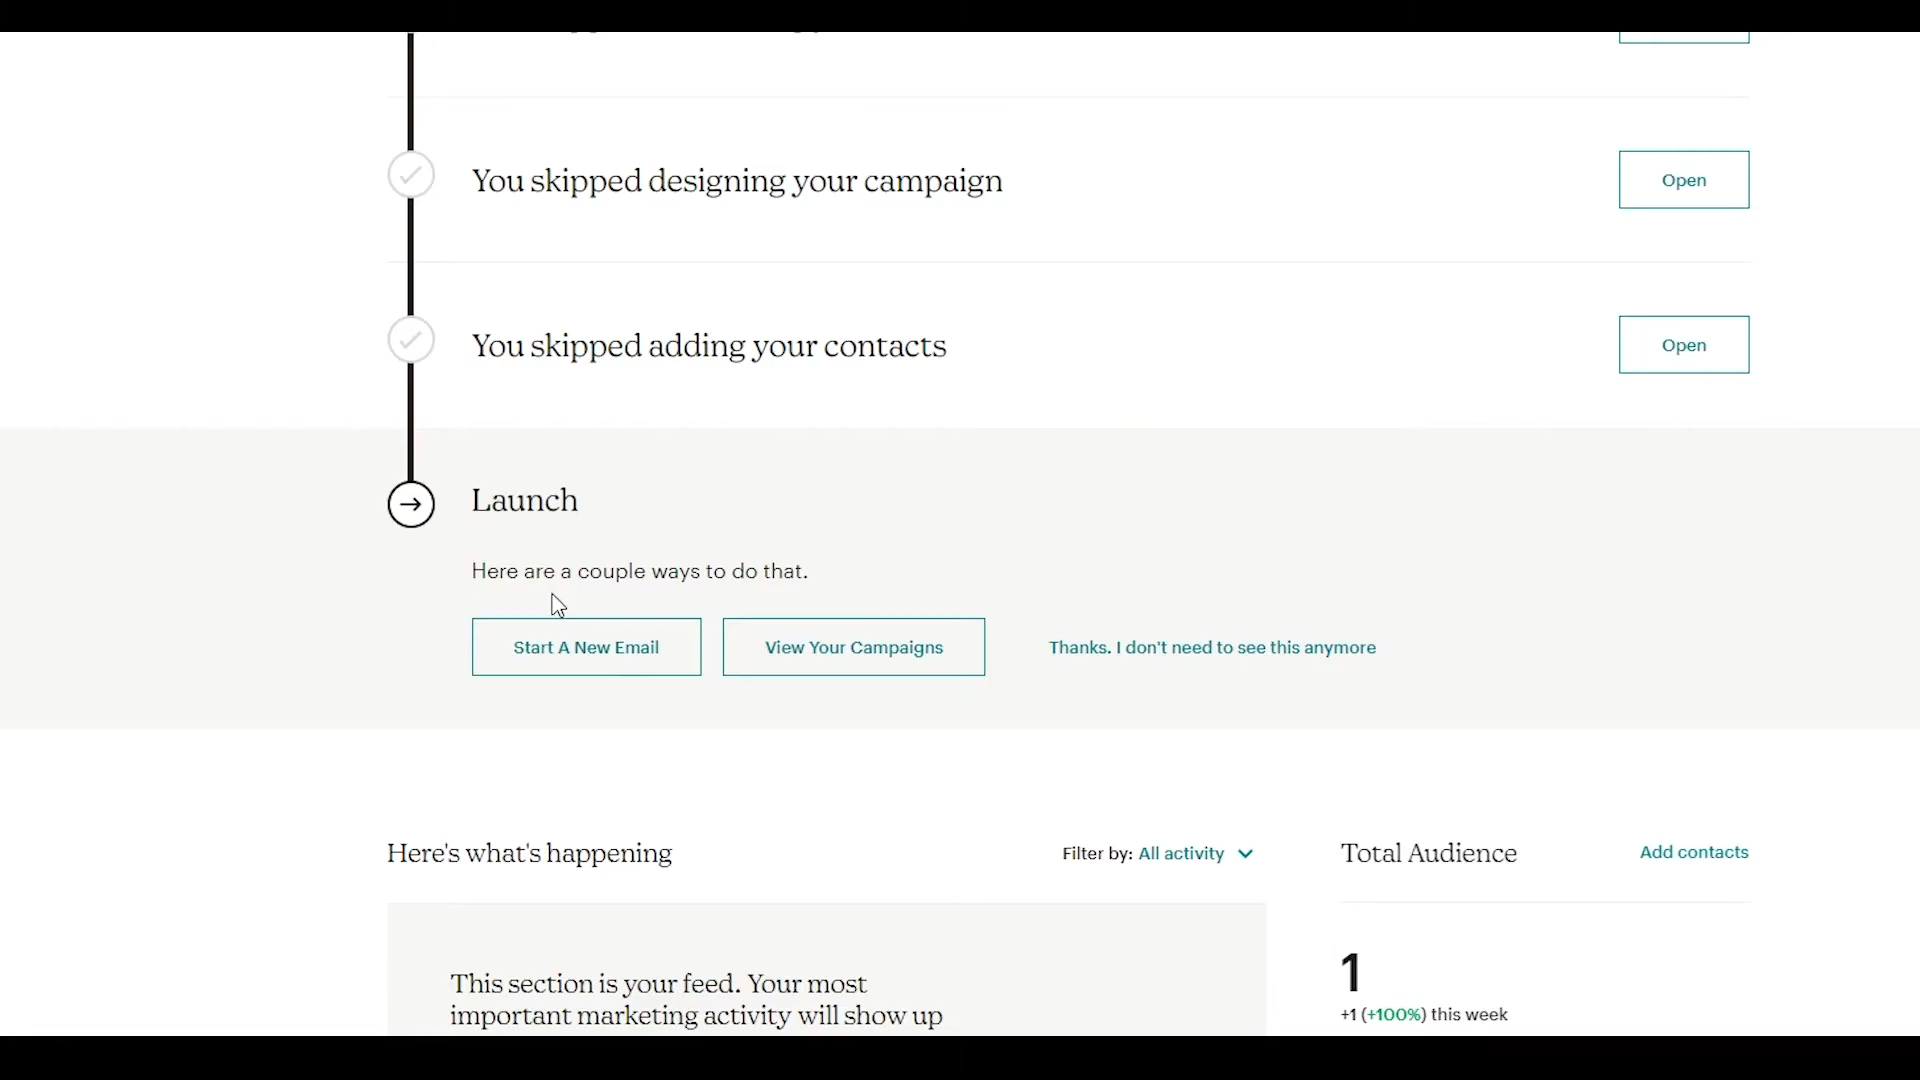 You skipped designing your campaign
Open
You skipped adding your contacts
Open
Launch
Here are a couple ways to do that.
Start A New Email
View Your Campaigns
Thanks. I don't need to see this anymore
Here's what's happening
Filter by: All activity
Total Audience
Add contacts
This section is your feed. Your most
important marketing activity will show up
1
+1 (+100%) this week